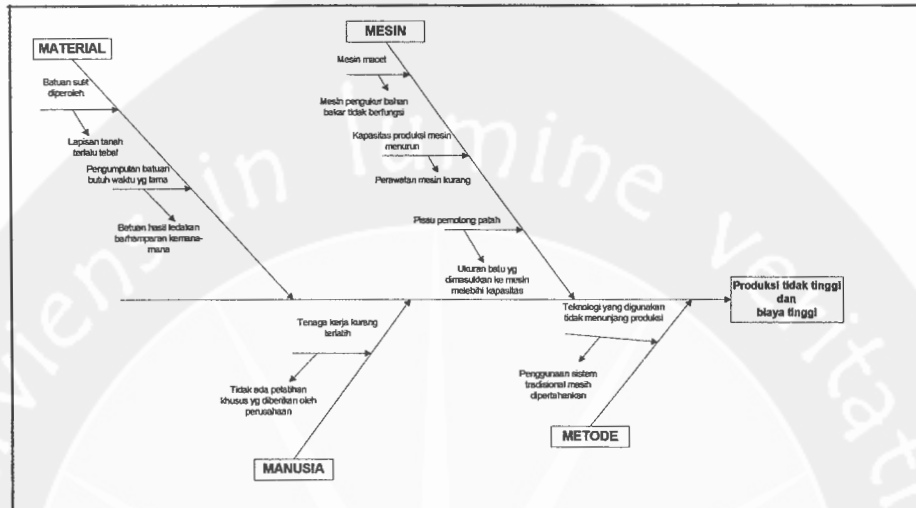 MATERIAL
Batuan sulit
diperoleh
Lapisan tanah
terlalu tebal
Pengumpulan batuan
butuh waktu yg lama
Batuan hasil ledakan
berhamparan kemana-
mana
MESIN
Mesin macet
Mesin pengukur bahan
bakar tidak berfungsi
Kapasitas produksi mesin
menurun
Perawatan mesin kurang
Pisau pemotong patah
Ukuran batu yg
dimasukkan ke mesin
melebihi kapasitas
Produksi tidak tinggi
dan
biaya tinggi
Tenaga kerja kurang
terlatih
Tidak ada pelatihan
khusus yg diberikan oleh
perusahaan
MANUSIA
Teknologi yang digunakan
tidak menunjang produksi
Penggunaan sistem
tradisional masih
dipertahankan
METODE
viens in lumine veritat